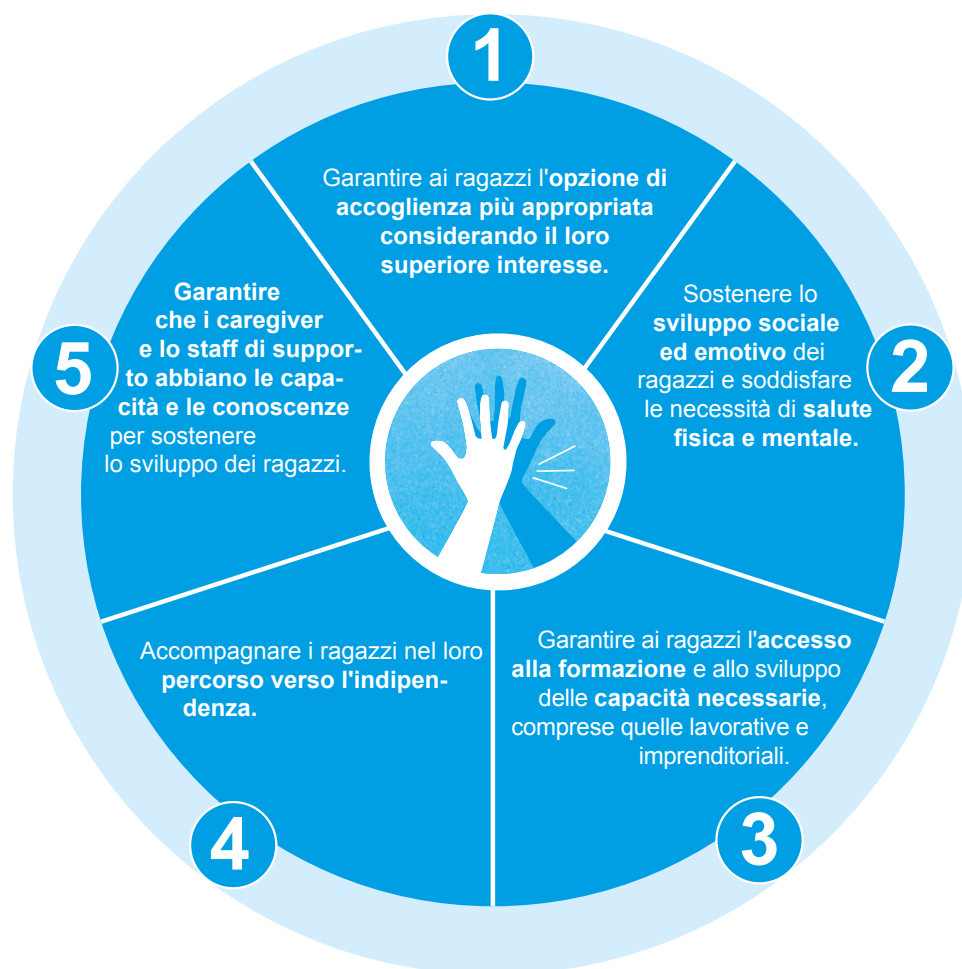 1
Garantire ai ragazzi l'opzione di
accoglienza più appropriata
considerando il loro
superiore interesse.
2
Sostenere lo
sviluppo sociale
ed emotivo dei
ragazzi e soddisfare
le necessità di salute
fisica e mentale.
3
Garantire ai ragazzi l'accesso
alla formazione e allo sviluppo
delle capacità necessarie,
comprese quelle lavorative e
imprenditoriali.
4
Accompagnare i ragazzi nel loro
percorso verso l'indipen-
denza.
5
Garantire
che i caregiver
e lo staff di suppor-
to abbiano le capa-
cità e le conoscenze
per sostenere
lo sviluppo dei ragazzi.